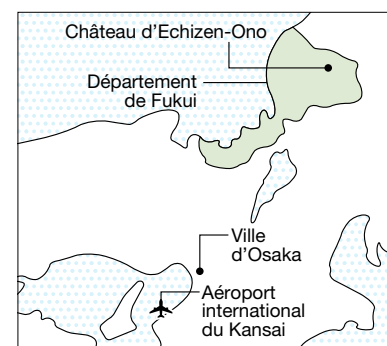 Château d’Echizen-Ono
Département
de Fukui
Ville
d’Osaka
Aéroport
international
du Kansai